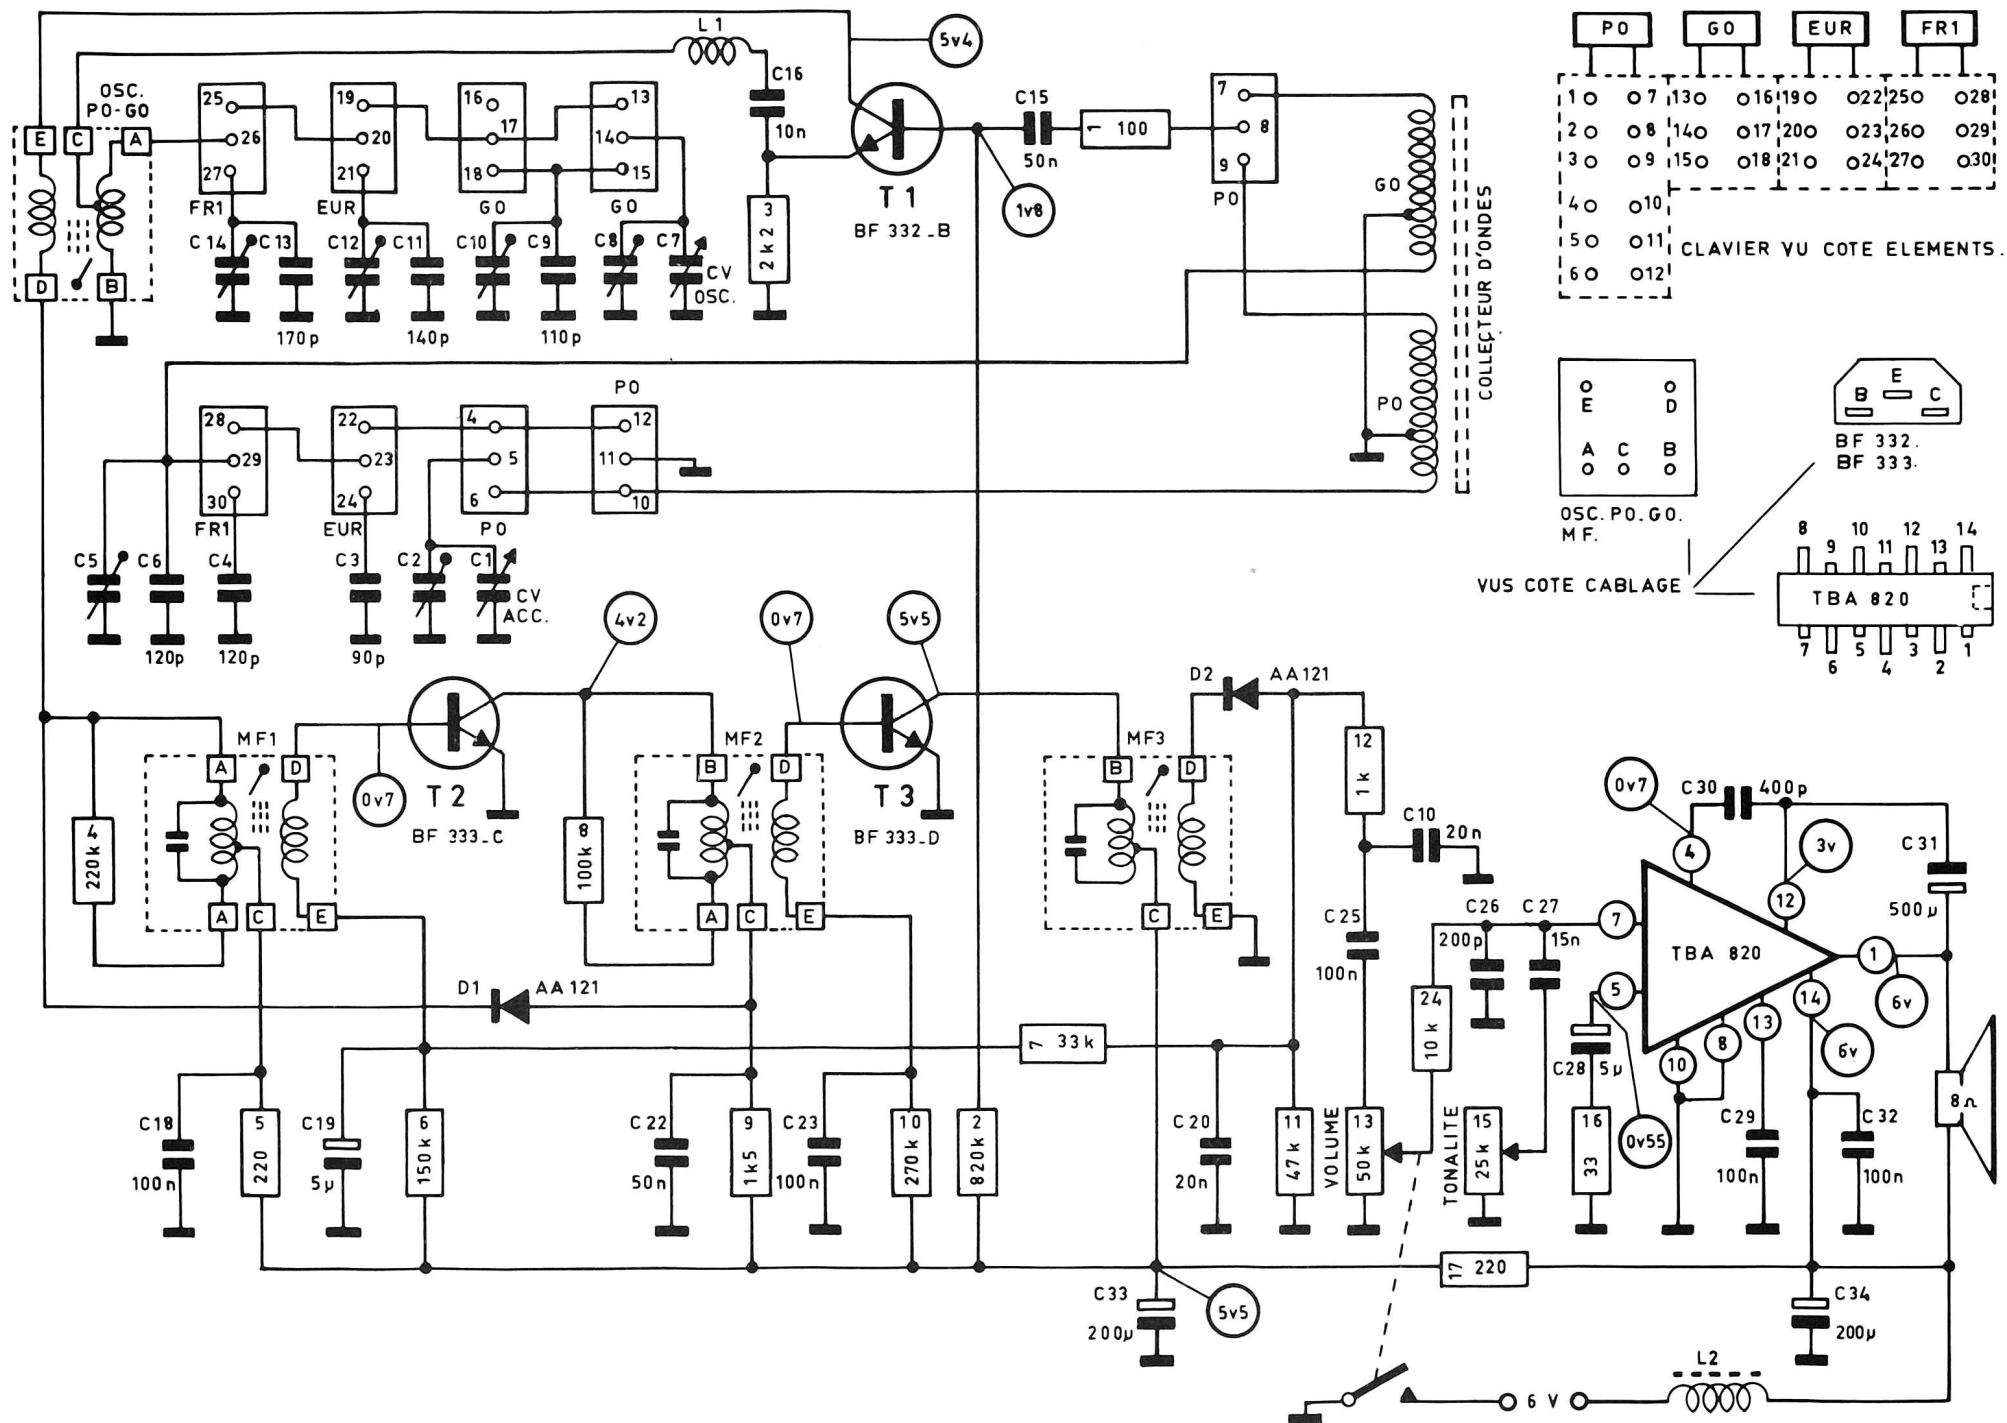 L1
5v4
PO
GO
EUR
FR1
C16
10n
OSC.
PO-GO
E
C
A
D
B
25
26
27
FR1
19
20
21
EUR
16
17
18
GO
13
14
15
GO
C14
C13
170p
C12
C11
140p
C10
C9
110p
C8
C7
CV
OSC.
3
2k2
T1
BF 332_B
C15
50n
1
100
1v8
7
8
9
PO
GO
PO
COLLECTEUR D'ONDES
1 7 13 16 19 22 25 28
2 8 14 17 20 23 26 29
3 9 15 18 21 24 27 30
4 10
5 11
6 12
CLAVIER VU COTE ELEMENTS.
E D
A C B
OSC. PO. GO.
MF.
B E C
BF 332.
BF 333.
VUS COTE CABLAGE
8 9 10 11 12 13 14
TBA 820
7 6 5 4 3 2 1
28
29
30
FR1
22
23
24
EUR
4
5
6
PO
PO
12
11
10
C5
C6
120p
C4
120p
C3
90p
C2
C1
CV
ACC.
4v2
0v7
5v5
MF1
A
D
A
C
E
4
220k
0v7
T2
BF 333_C
8
100k
MF2
B
D
A
C
E
T3
BF 333_D
MF3
B
D
C
E
D2
AA121
12
1k
C10
20n
D1
AA121
7
33k
C25
100n
C26
200p
C27
15n
24
10k
0v7
C30
400p
3v
C31
500µ
4
12
7
5
1
14
13
8
10
TBA 820
6v
6v
C28
5µ
0v55
8Ω
C18
100n
5
220
C19
5µ
6
150k
C22
50n
9
1k5
C23
100n
10
270k
2
820k
C20
20n
11
47k
VOLUME
13
50k
TONALITE
15
25k
16
33
C29
100n
C32
100n
17
220
C33
200µ
5v5
C34
200µ
L2
6 V